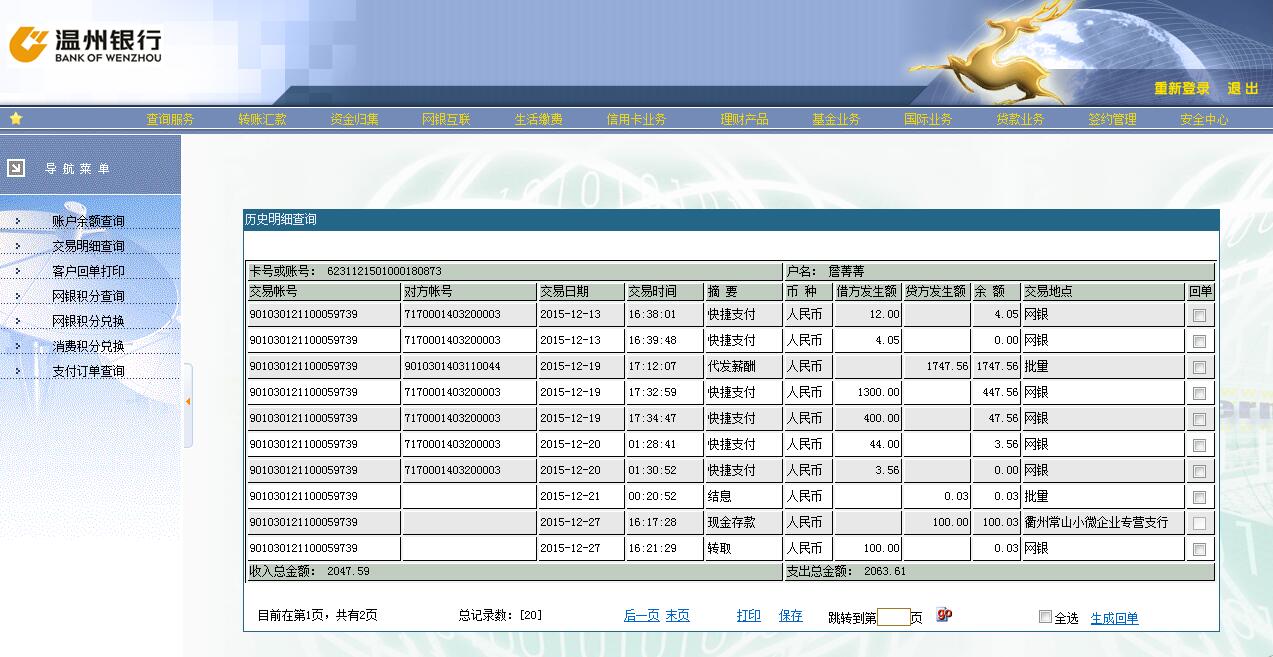 温州银行
BANK OF WENZHOU
重新登录 退出
查询服务 转账汇款 资金归集 网银互联 生活缴费 信用卡业务 理财产品 基金业务 国际业务 贷款业务 签约管理 安全中心
导航菜单
账户余额查询
交易明细查询
客户回单打印
网银积分查询
网银积分兑换
消费积分兑换
支付订单查询
历史明细查询
卡号或账号: 6231121501000180873 户名: 詹菁菁
交易帐号 对方帐号 交易日期 交易时间 摘 要 币 种 借方发生额 贷方发生额 余 额 交易地点 回单
901030121100059739 7170001403200003 2015-12-13 16:38:01 快捷支付 人民币 12.00 4.05 网银
901030121100059739 7170001403200003 2015-12-13 16:39:48 快捷支付 人民币 4.05 0.00 网银
901030121100059739 9010301403110044 2015-12-19 17:12:07 代发薪酬 人民币 1747.56 1747.56 批量
901030121100059739 7170001403200003 2015-12-19 17:32:59 快捷支付 人民币 1300.00 447.56 网银
901030121100059739 7170001403200003 2015-12-19 17:34:47 快捷支付 人民币 400.00 47.56 网银
901030121100059739 7170001403200003 2015-12-20 01:28:41 快捷支付 人民币 44.00 3.56 网银
901030121100059739 7170001403200003 2015-12-20 01:30:52 快捷支付 人民币 3.56 0.00 网银
901030121100059739 2015-12-21 00:20:52 结息 人民币 0.03 0.03 批量
901030121100059739 2015-12-27 16:17:28 现金存款 人民币 100.00 100.03 衢州常山小微企业专营支行
901030121100059739 2015-12-27 16:21:29 转取 人民币 100.00 0.03 网银
收入总金额: 2047.59 支出总金额: 2063.61
目前在第1页，共有2页 总记录数：[20] 后一页 末页 打印 保存 跳转到第 页 go 全选 生成回单